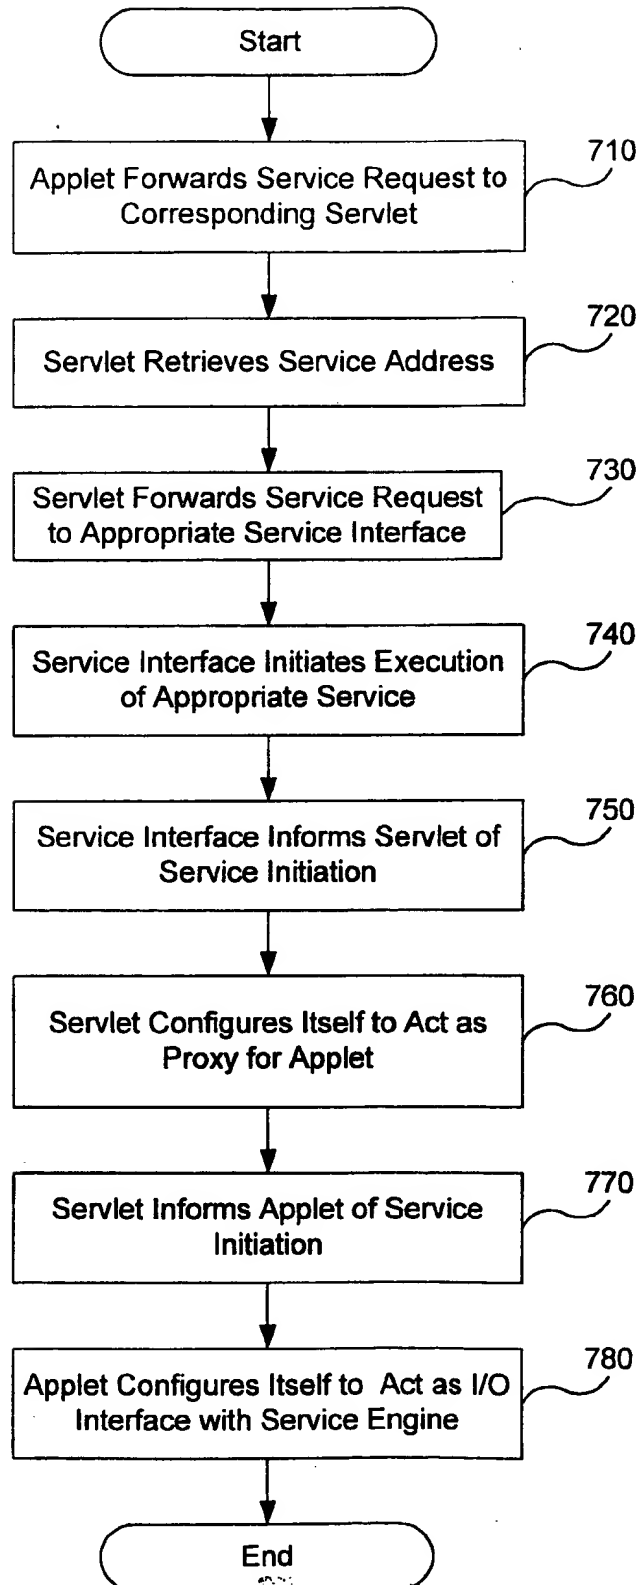 Start
710
Applet Forwards Service Request to
Corresponding Servlet
720
Servlet Retrieves Service Address
730
Servlet Forwards Service Request
to Appropriate Service Interface
740
Service Interface Initiates Execution
of Appropriate Service
750
Service Interface Informs Servlet of
Service Initiation
760
Servlet Configures Itself to Act as
Proxy for Applet
770
Servlet Informs Applet of Service
Initiation
780
Applet Configures Itself to Act as I/O
Interface with Service Engine
End